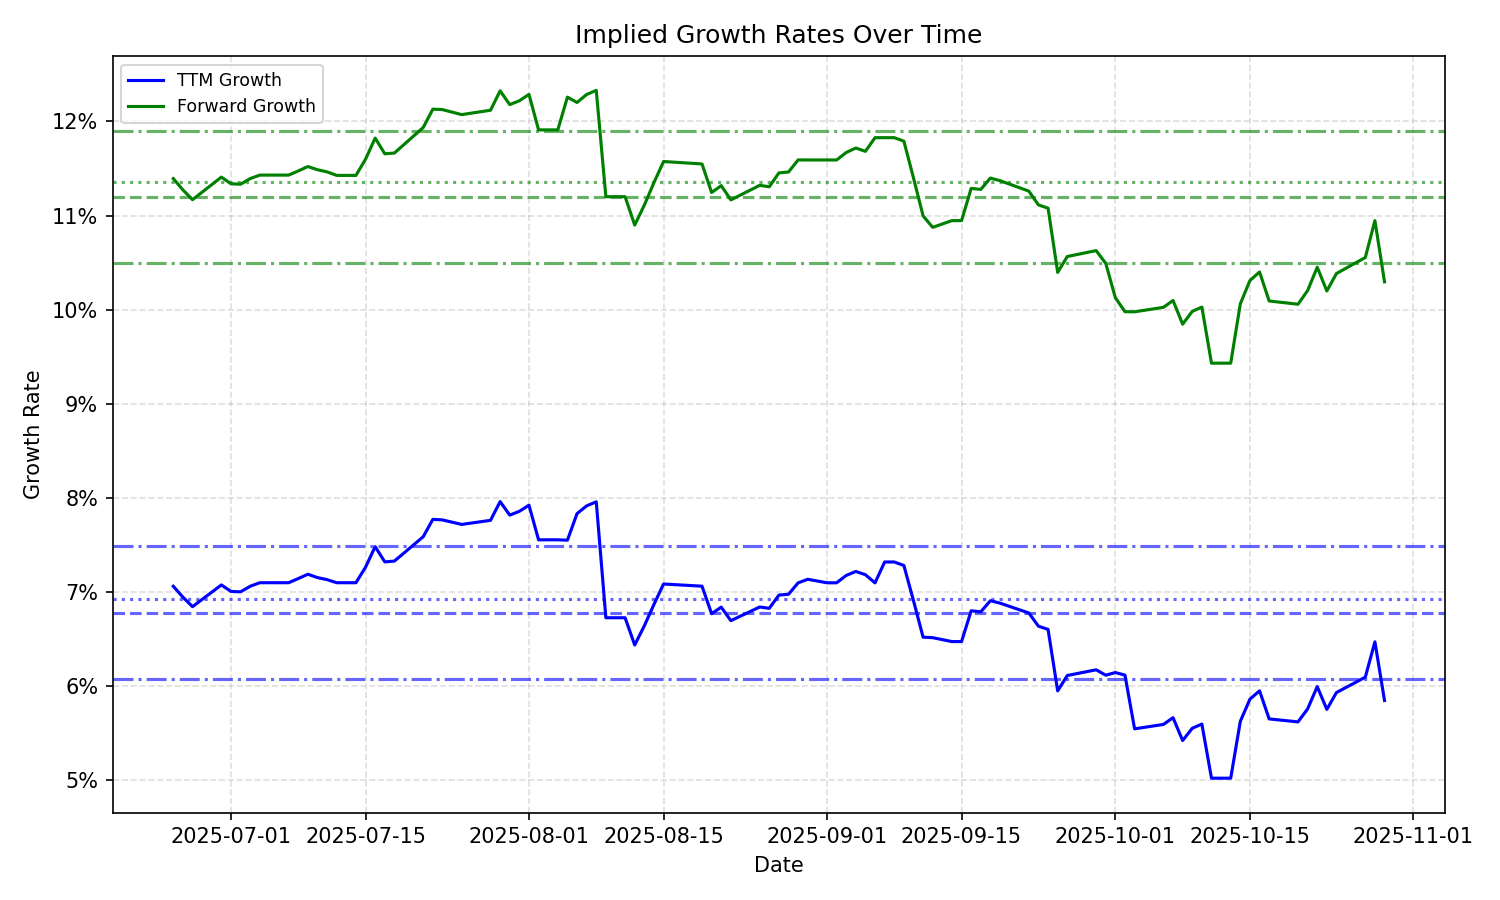 Implied Growth Rates Over Time
TTM Growth
Forward Growth
12%
11%
10%
9%
8%
7%
6%
5%
Growth Rate
2025-07-01 2025-07-15 2025-08-01 2025-08-15 2025-09-01 2025-09-15 2025-10-01 2025-10-15 2025-11-01
Date